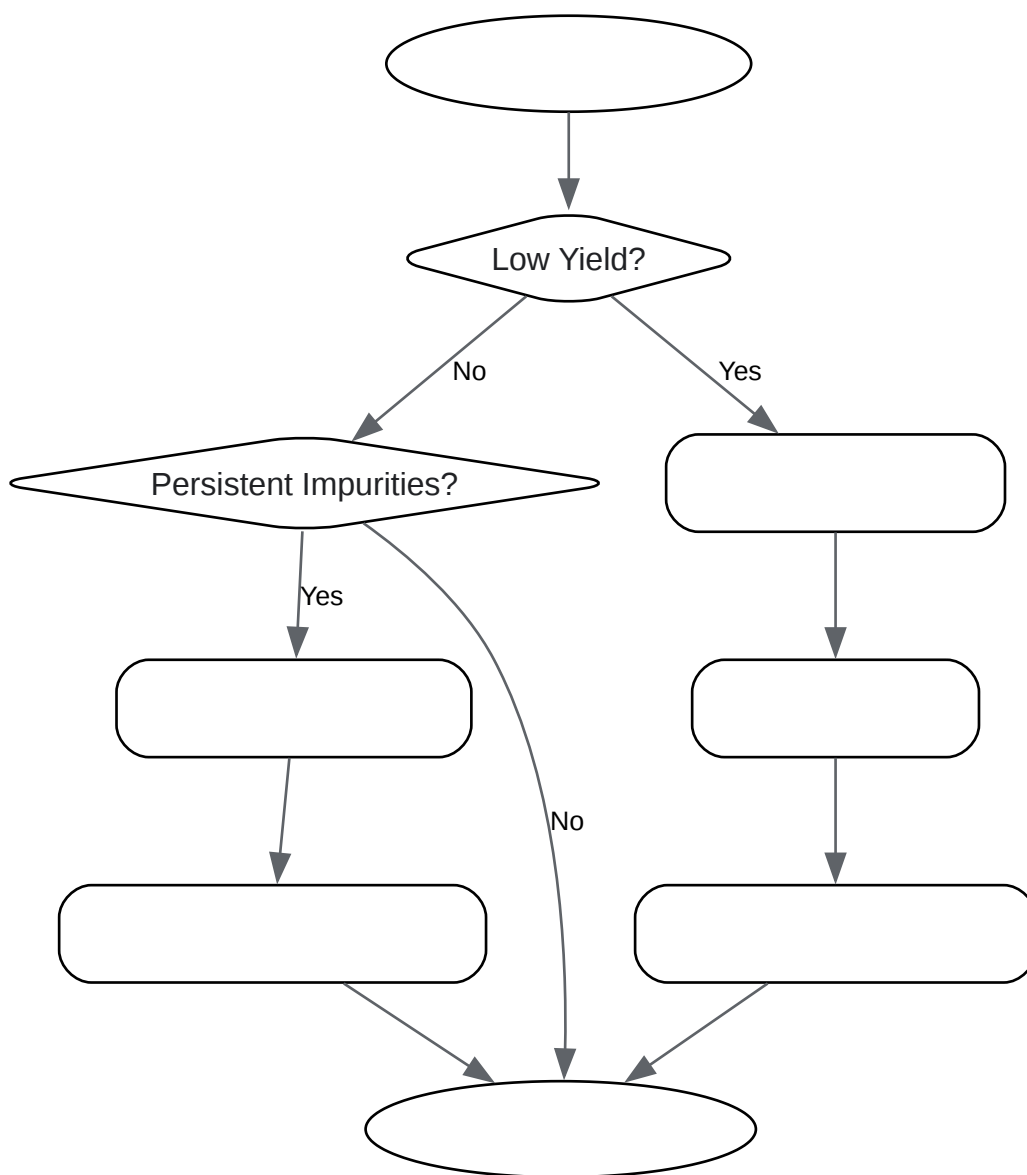 Low Yield?
No
Yes
Persistent Impurities?
Yes
No